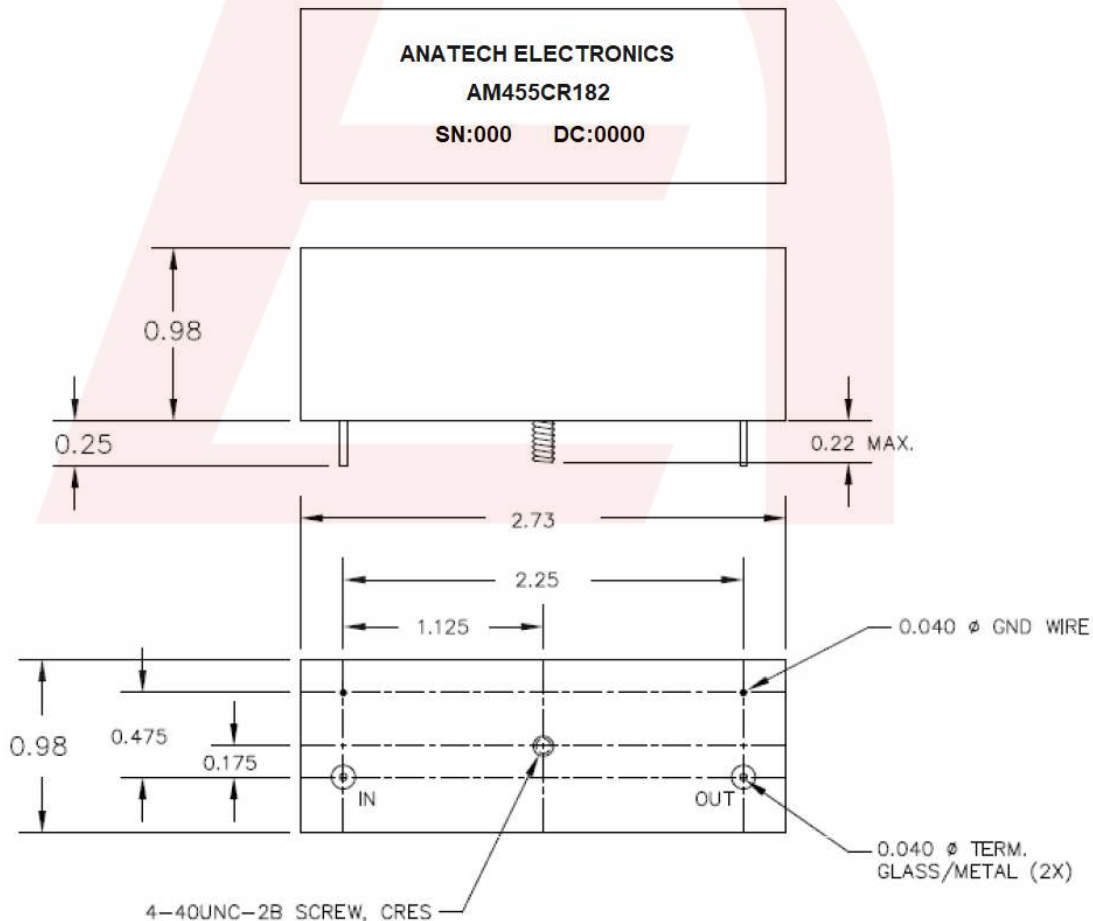 ANATECH ELECTRONICS
AM455CR182
SN:000 DC:0000
0.98
0.25
0.22 MAX.
2.73
2.25
1.125
0.040 ø GND WIRE
0.98
0.475
0.175
IN
OUT
0.040 ø TERM.
GLASS/METAL (2X)
4-40UNC-2B SCREW, CRES